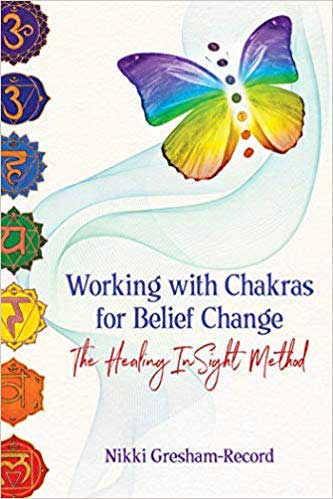 ॐ
ॐ
हं
यं
रं
वं
लं
Working with Chakras
for Belief Change
The Healing InSight Method
Nikki Gresham-Record